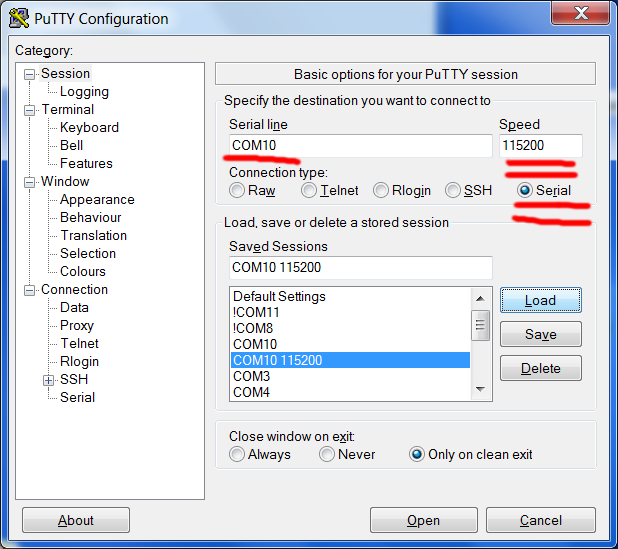 PuTTY Configuration
Category:
Session
Logging
Terminal
Keyboard
Bell
Features
Window
Appearance
Behaviour
Translation
Selection
Colours
Connection
Data
Proxy
Telnet
Rlogin
SSH
Serial
Basic options for your PuTTY session
Specify the destination you want to connect to
Serial line Speed
COM10 115200
Connection type:
Raw Telnet Rlogin SSH Serial
Load, save or delete a stored session
Saved Sessions
COM10 115200
Default Settings
!COM11
!COM8
COM10
COM10 115200
COM3
COM4
Load
Save
Delete
Close window on exit:
Always Never Only on clean exit
About Open Cancel